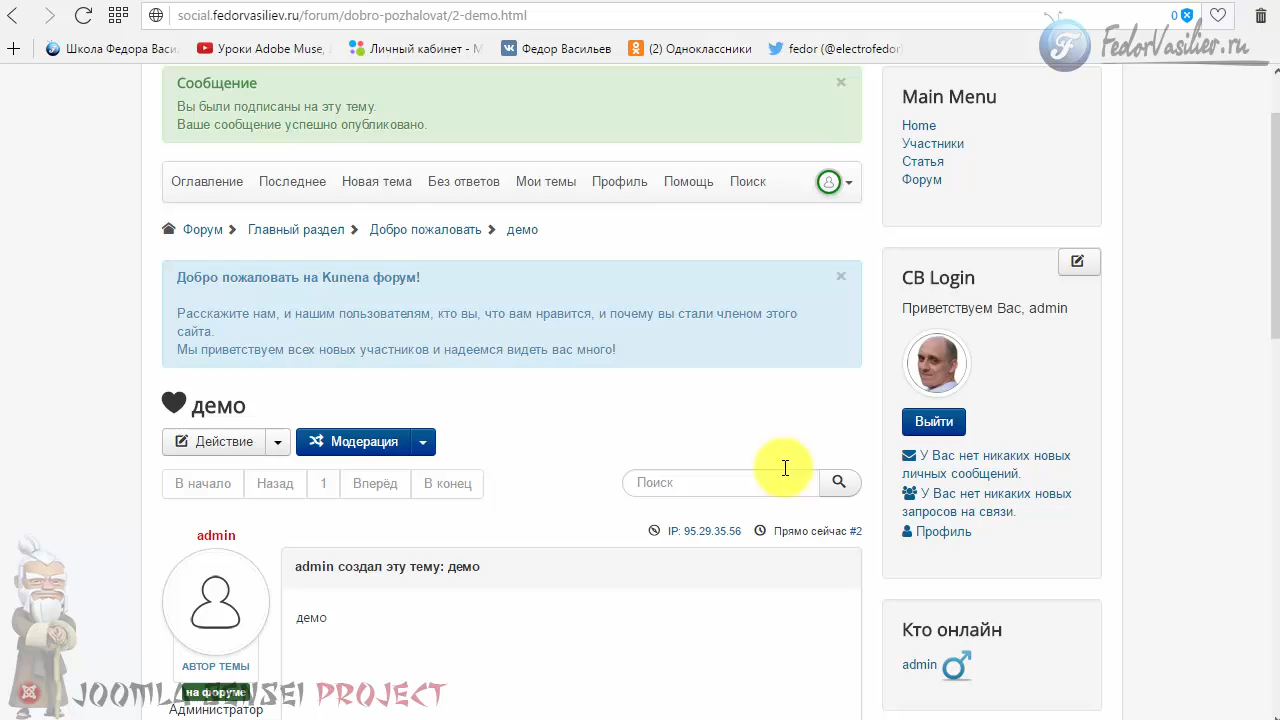 social.fedorvasiliev.ru/forum/dobro-pozhalovat/2-demo.html
0
Школа Федора Васи
Уроки Adobe Muse,
Личный кабинет - М
Федор Васильев
(2) Одноклассники
fedor (@electrofedor)
FedorVasiliev.ru
Сообщение
Вы были подписаны на эту тему.
Ваше сообщение успешно опубликовано.
Оглавление Последнее Новая тема Без ответов Мои темы Профиль Помощь Поиск
Форум Главный раздел Добро пожаловать демо
Добро пожаловать на Kunena форум!
Расскажите нам, и нашим пользователям, кто вы, что вам нравится, и почему вы стали членом этого
сайта.
Мы приветствуем всех новых участников и надеемся видеть вас много!
демо
Действие
Модерация
В начало Назад 1 Вперёд В конец
Поиск
admin
IP: 95.29.35.56 Прямо сейчас #2
admin создал эту тему: демо
демо
АВТОР ТЕМЫ
на форуме
Администратор
JOOMLA SENSEI PROJECT
Main Menu
Home
Участники
Статья
Форум
CB Login
Приветствуем Вас, admin
Выйти
У Вас нет никаких новых
личных сообщений.
У Вас нет никаких новых
запросов на связи.
Профиль
Кто онлайн
admin